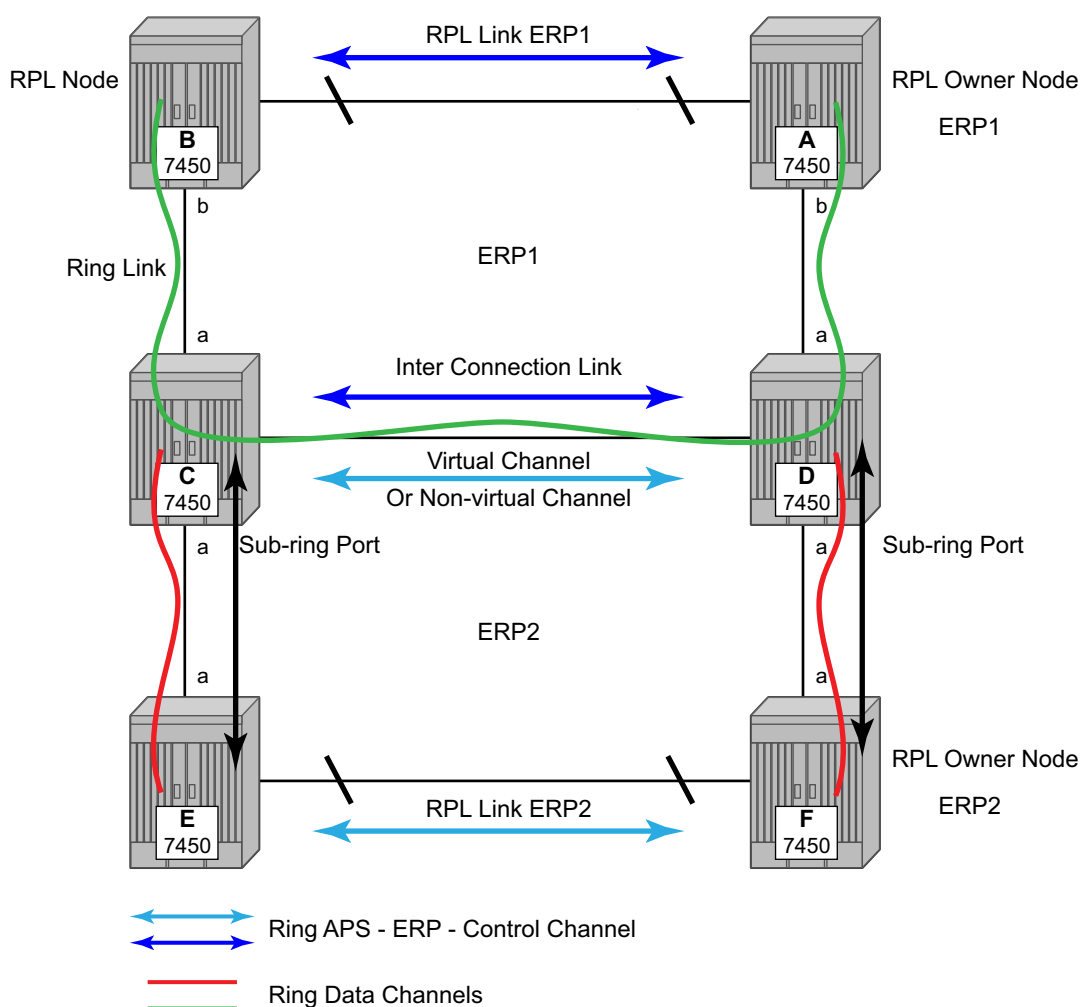 RPL Link ERP1
RPL Node
RPL Owner Node
ERP1
B
7450
A
7450
b
b
ERP1
Ring Link
a
a
Inter Connection Link
Virtual Channel
Or Non-virtual Channel
C
7450
D
7450
a
Sub-ring Port
a
Sub-ring Port
ERP2
a
a
RPL Owner Node
ERP2
RPL Link ERP2
E
7450
F
7450
Ring APS - ERP - Control Channel
Ring Data Channels